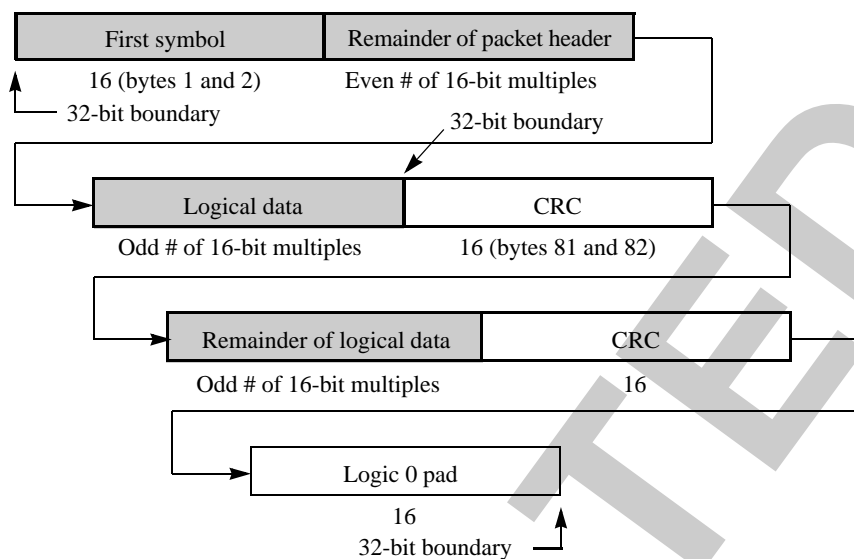 First symbol Remainder of packet header
16 (bytes 1 and 2) Even # of 16-bit multiples
32-bit boundary
32-bit boundary
Logical data CRC
Odd # of 16-bit multiples 16 (bytes 81 and 82)
Remainder of logical data CRC
Odd # of 16-bit multiples 16
Logic 0 pad
16
32-bit boundary
TED